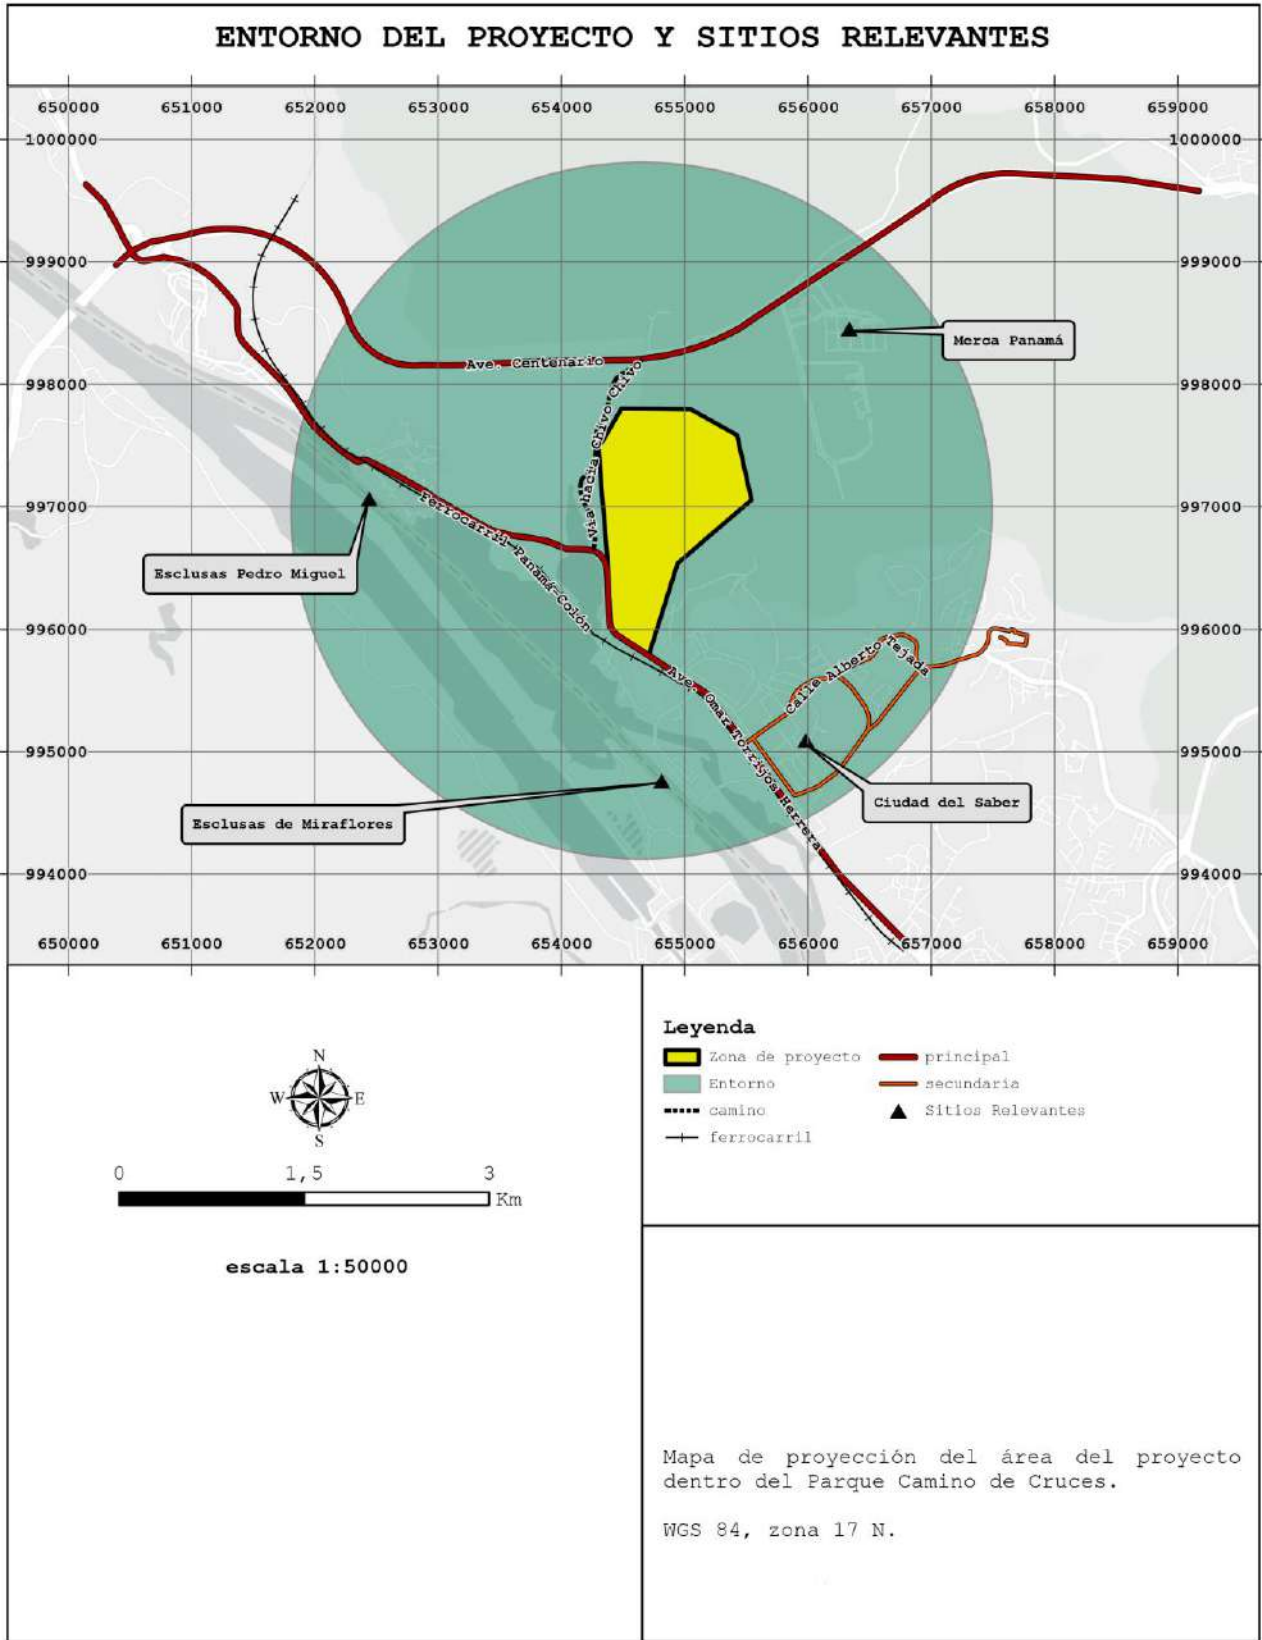 ENTORNO DEL PROYECTO Y SITIOS RELEVANTES
650000 651000 652000 653000 654000 655000 656000 657000 658000 659000
1000000 1000000
999000 999000
Ave. Centenario
Merca Panamá
998000 998000
Via hacia Chivo Chivo
997000 997000
Ferrocarril Panamá-Colón
Esclusas Pedro Miguel
996000 996000
Calle Alberto Tejada
Ave. Omar Torrijos Herrera
995000 995000
Ciudad del Saber
Esclusas de Miraflores
994000 994000
650000 651000 652000 653000 654000 655000 656000 657000 658000 659000
N
W E
S
0 1,5 3
Km
escala 1:50000
Leyenda
Zona de proyecto principal
Entorno secundaria
camino Sitios Relevantes
ferrocarril
Mapa de proyección del área del proyecto
dentro del Parque Camino de Cruces.
WGS 84, zona 17 N.